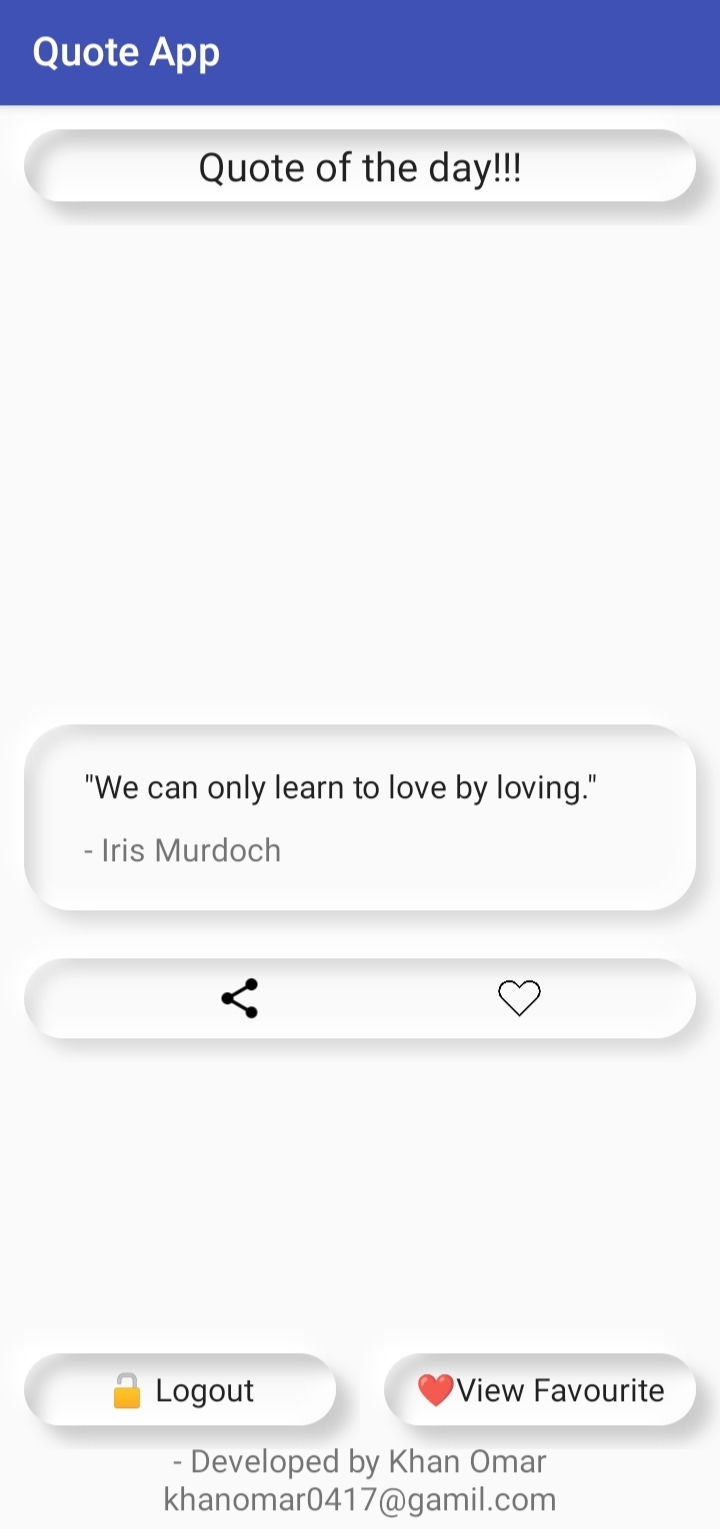 Quote App
Quote of the day!!!
"We can only learn to love by loving."
- Iris Murdoch
🔓 Logout
❤️View Favourite
- Developed by Khan Omar
khanomar0417@gamil.com